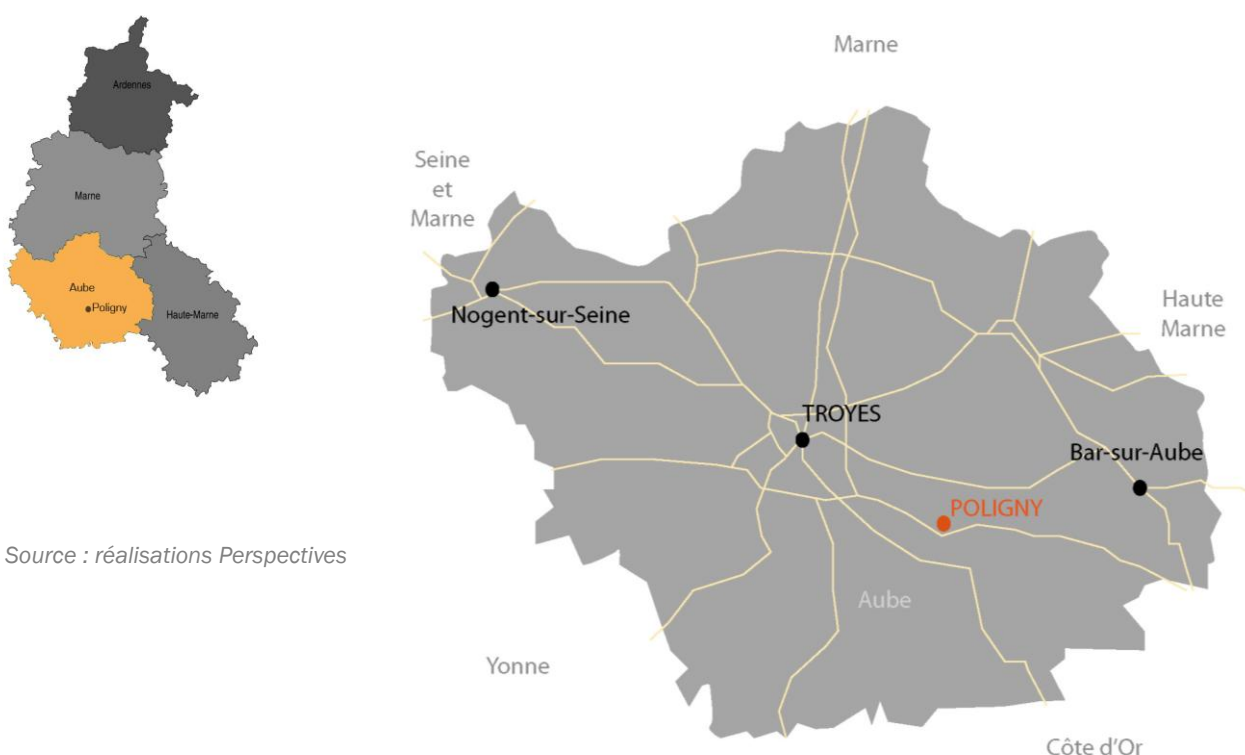 Ardennes
Marne
Aube
Poligny
Haute-Marne
Source : réalisations Perspectives
Marne
Seine
et
Marne
Nogent-sur-Seine
Haute
Marne
TROYES
Bar-sur-Aube
POLIGNY
Aube
Yonne
Côte d'Or